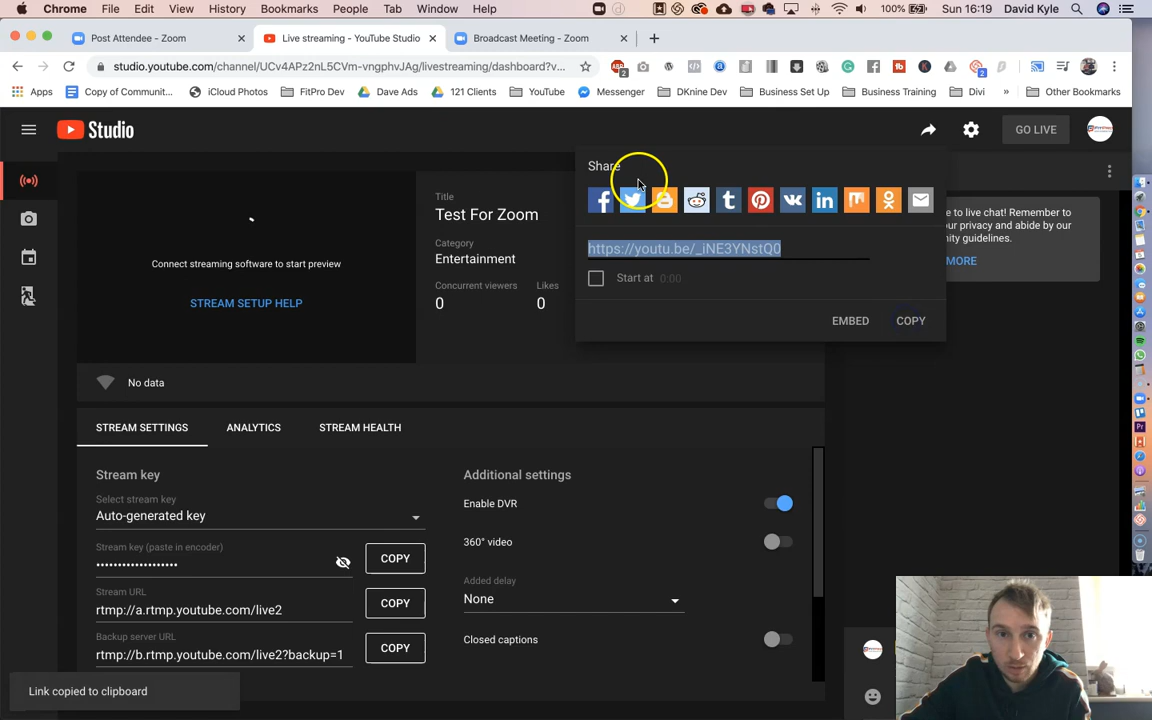 Chrome File Edit View History Bookmarks People Tab Window Help 100% Sun 16:19 David Kyle
Post Attendee - Zoom Live streaming - YouTube Studio Broadcast Meeting - Zoom
studio.youtube.com/channel/UCv4APz2nL5CVm-vngphvJAg/livestreaming/dashboard?v...
Apps Copy of Communit... iCloud Photos FitPro Dev Dave Ads 121 Clients YouTube Messenger DKnine Dev Business Set Up Business Training Divi » Other Bookmarks
Studio GO LIVE
Share
Title
Test For Zoom
Category
Entertainment
Concurrent viewers Likes
0 0
Connect streaming software to start preview
STREAM SETUP HELP
https://youtu.be/_iNE3YNstQ0
Start at 0:00
EMBED COPY
e to live chat! Remember to
our privacy and abide by our
nity guidelines.
MORE
No data
STREAM SETTINGS ANALYTICS STREAM HEALTH
Stream key
Select stream key
Auto-generated key
Stream key (paste in encoder)
•••••••••••••••••••
COPY
Stream URL
rtmp://a.rtmp.youtube.com/live2
COPY
Backup server URL
rtmp://b.rtmp.youtube.com/live2?backup=1
COPY
Additional settings
Enable DVR
360° video
Added delay
None
Closed captions
Link copied to clipboard